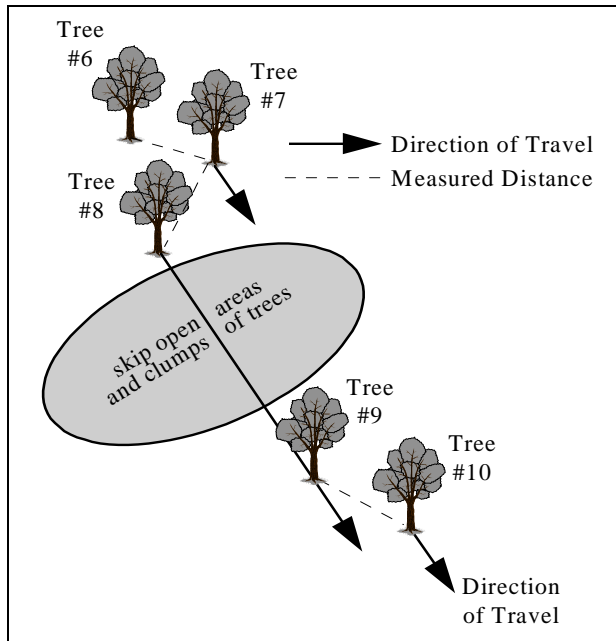 Tree
#6
Tree
#7
Direction of Travel
Measured Distance
Tree
#8
skip open areas
and clumps of trees
Tree
#9
Tree
#10
Direction
of Travel